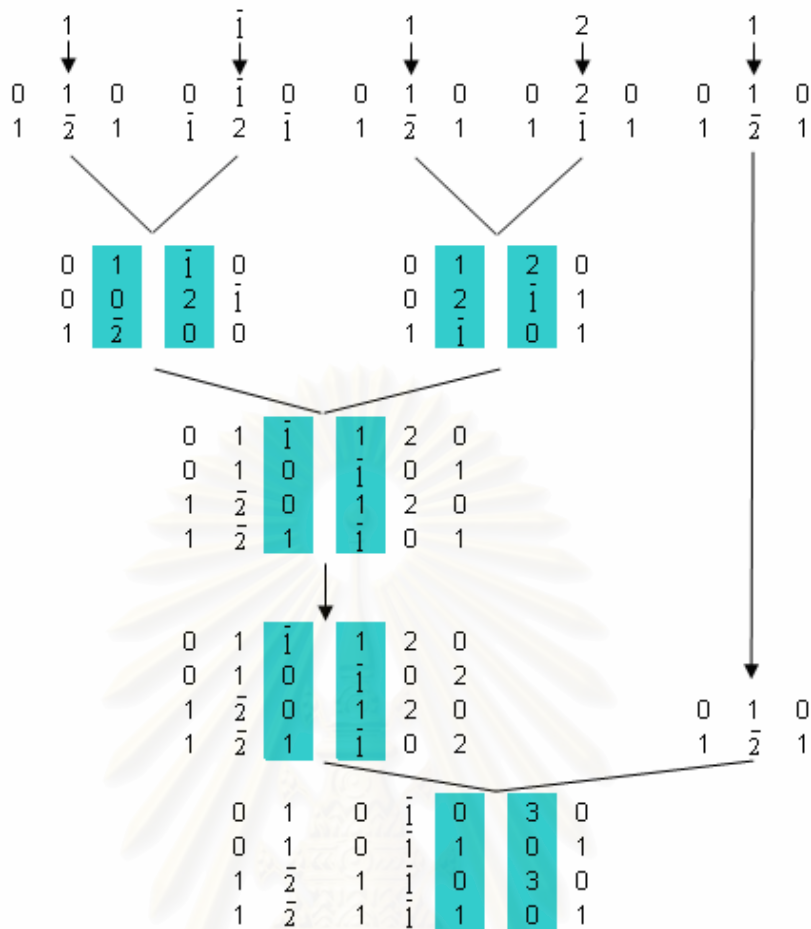 1 1̄ 1 2 1
0 1 0 0 1̄ 0 0 1 0 0 2 0 0 1 0
1 2̄ 1 1̄ 2 1̄ 1 2̄ 1 1 1̄ 1 1 2̄ 1
0 1 1̄ 0 0 1 2 0
0 0 2 1̄ 0 2 1̄ 1
1 2̄ 0 0 1 1̄ 0 1
0 1 1̄ 1 2 0
0 1 0 1̄ 0 1
1 2̄ 0 1 2 0
1 2̄ 1 1̄ 0 1
0 1 1̄ 1 2 0
0 1 0 1̄ 0 2
1 2̄ 0 1 2 0 0 1 0
1 2̄ 1 1̄ 0 2 1 2̄ 1
0 1 0 1̄ 0 3 0
0 1 0 1̄ 1 0 1
1 2̄ 1 1̄ 0 3 0
1 2̄ 1 1̄ 1 0 1